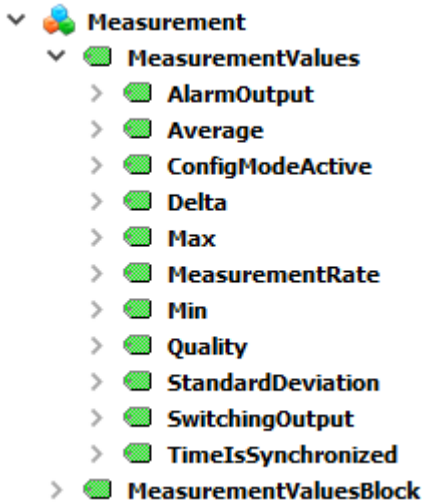 Measurement
MeasurementValues
AlarmOutput
Average
ConfigModeActive
Delta
Max
MeasurementRate
Min
Quality
StandardDeviation
SwitchingOutput
TimeIsSynchronized
MeasurementValuesBlock